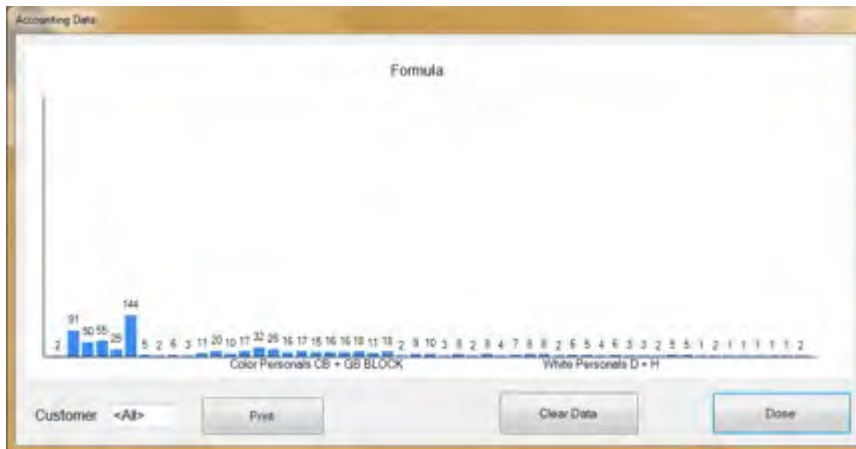 Accounting Data
Formula
144
91
50 55
25
2
5 2 6 3 11 20 10 17 32 26 16 17 15 16 16 18 11 18 2 9 10 3 8 2 8 4 7 8 8 2 6 5 4 6 3 3 2 5 5 1 2 1 1 1 1 1 2
Color Personals CB + GB BLOCK White Personals D + H
Customer <All> Print Clear Data Done